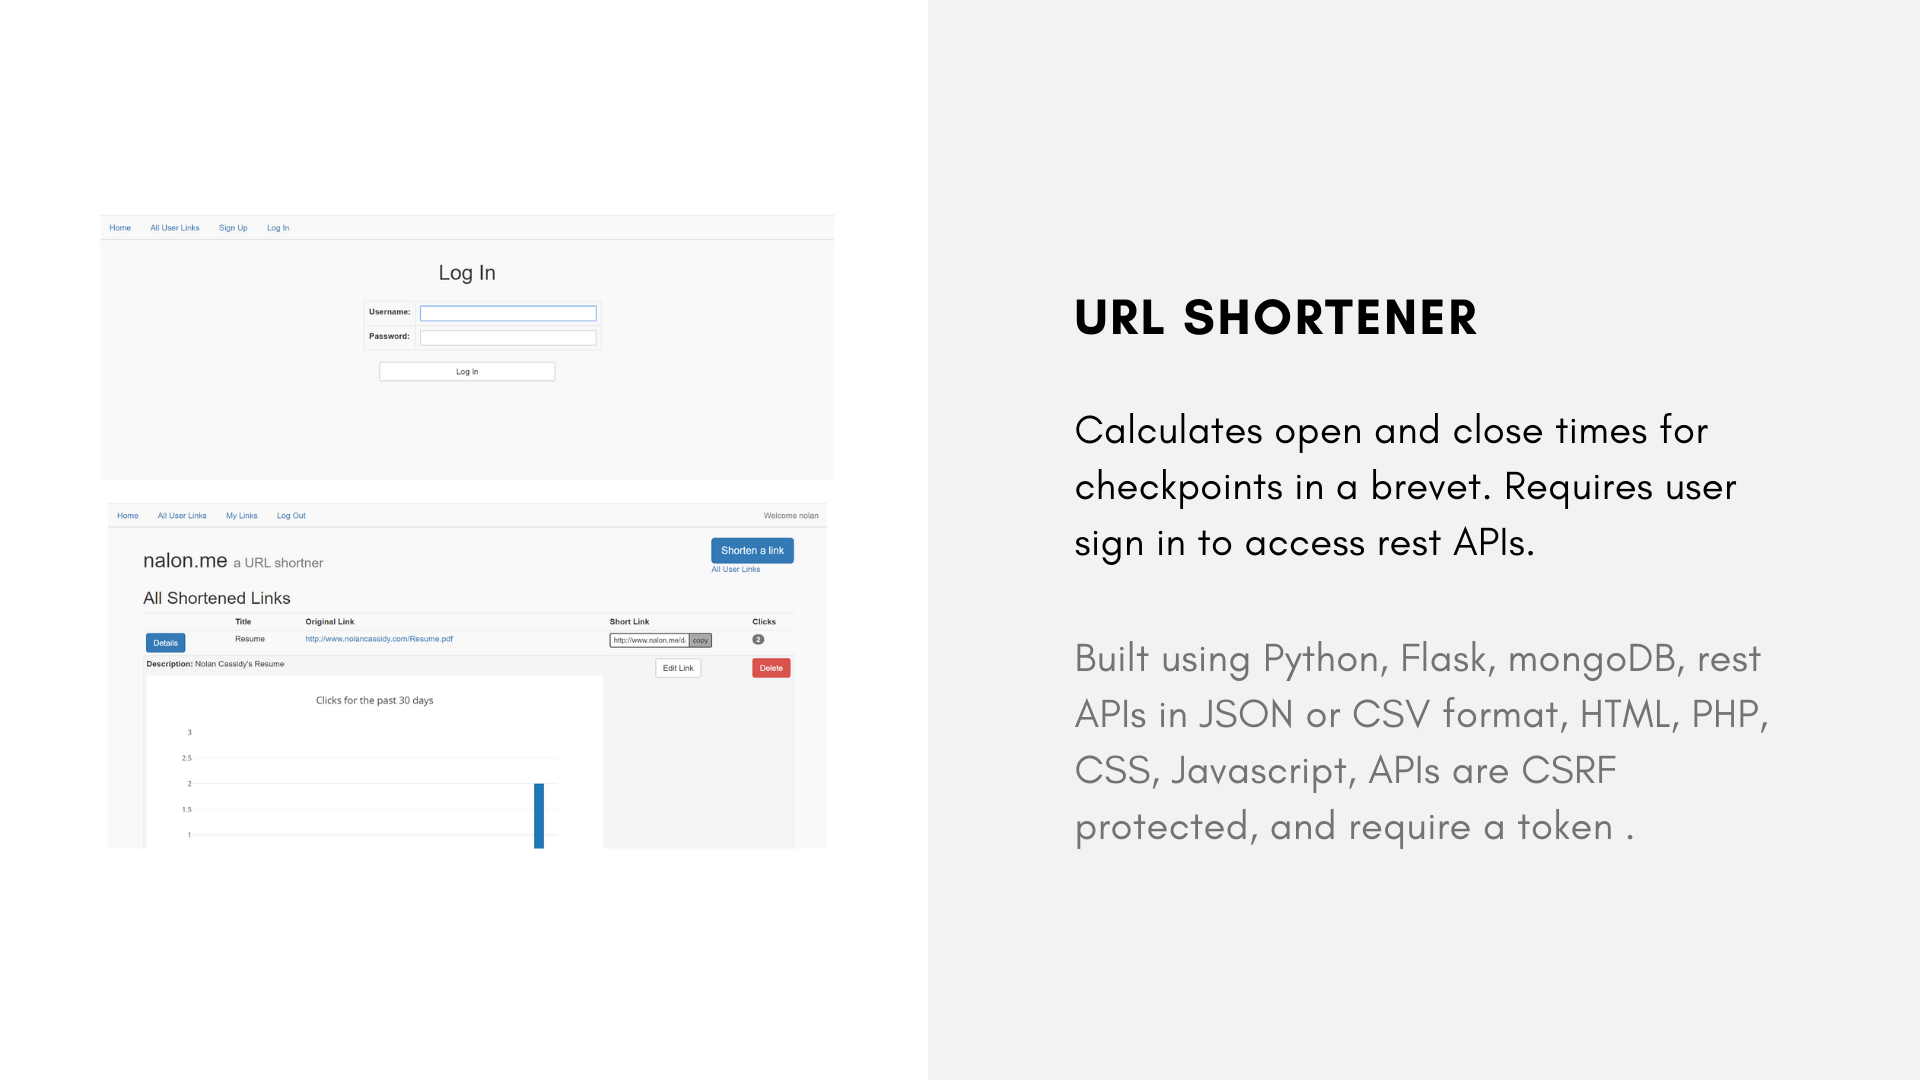 Home All User Links Sign Up Log In
Log In
Username:
Password:
Log In
Home All User Links My Links Log Out Welcome nolan
nalon.me a URL shortner
Shorten a link
All User Links
All Shortened Links
Title Original Link Short Link Clicks
Details Resume http://www.nolancassidy.com/Resume.pdf http://www.nalon.me/d copy 2
Description: Nolan Cassidy's Resume Edit Link Delete
Clicks for the past 30 days
3
2.5
2
1.5
1
URL SHORTENER
Calculates open and close times for
checkpoints in a brevet. Requires user
sign in to access rest APIs.
Built using Python, Flask, mongoDB, rest
APIs in JSON or CSV format, HTML, PHP,
CSS, Javascript, APIs are CSRF
protected, and require a token .